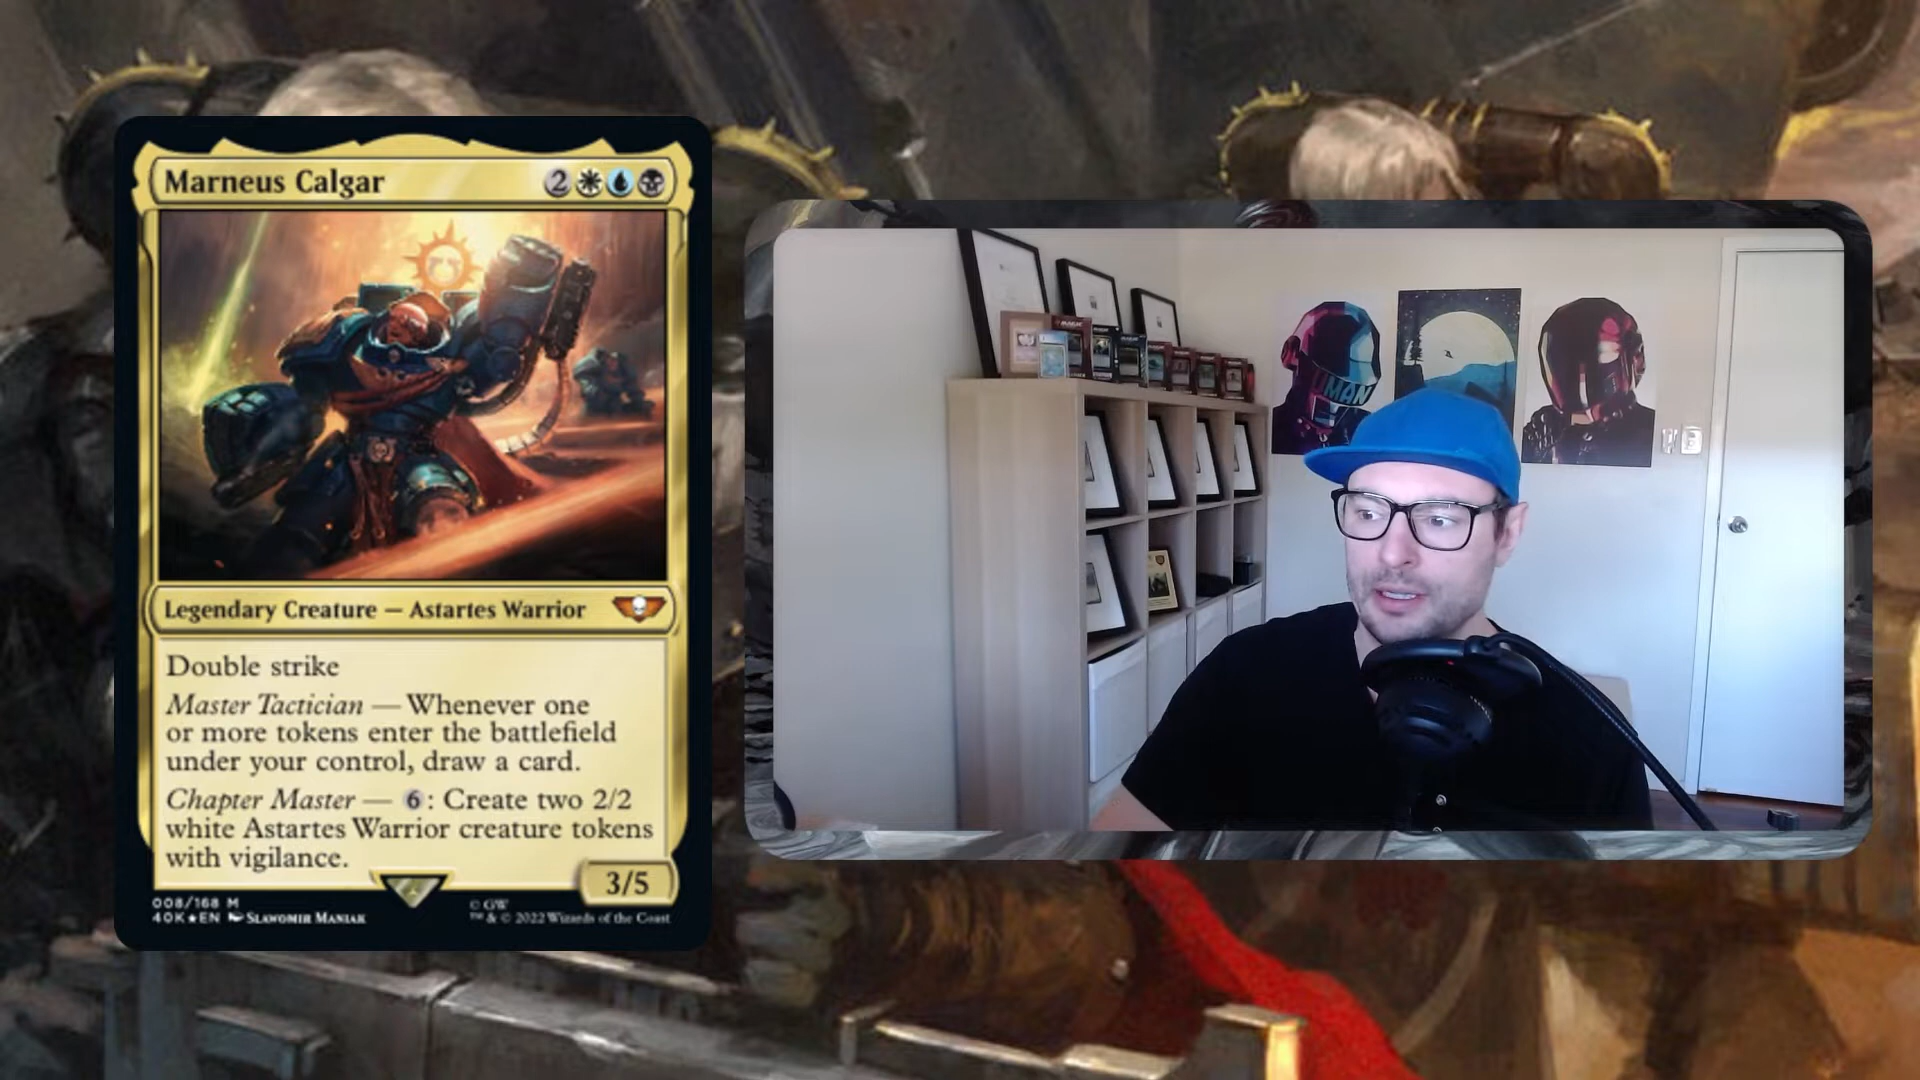 Marneus Calgar 2
Legendary Creature — Astartes Warrior
Double strike
Master Tactician — Whenever one
or more tokens enter the battlefield
under your control, draw a card.
Chapter Master — 6: Create two 2/2
white Astartes Warrior creature tokens
with vigilance.
3/5
008/168 M
40K★EN SLAWOMIR MANIAK
© GW
™ & © 2022 Wizards of the Coast
MAN